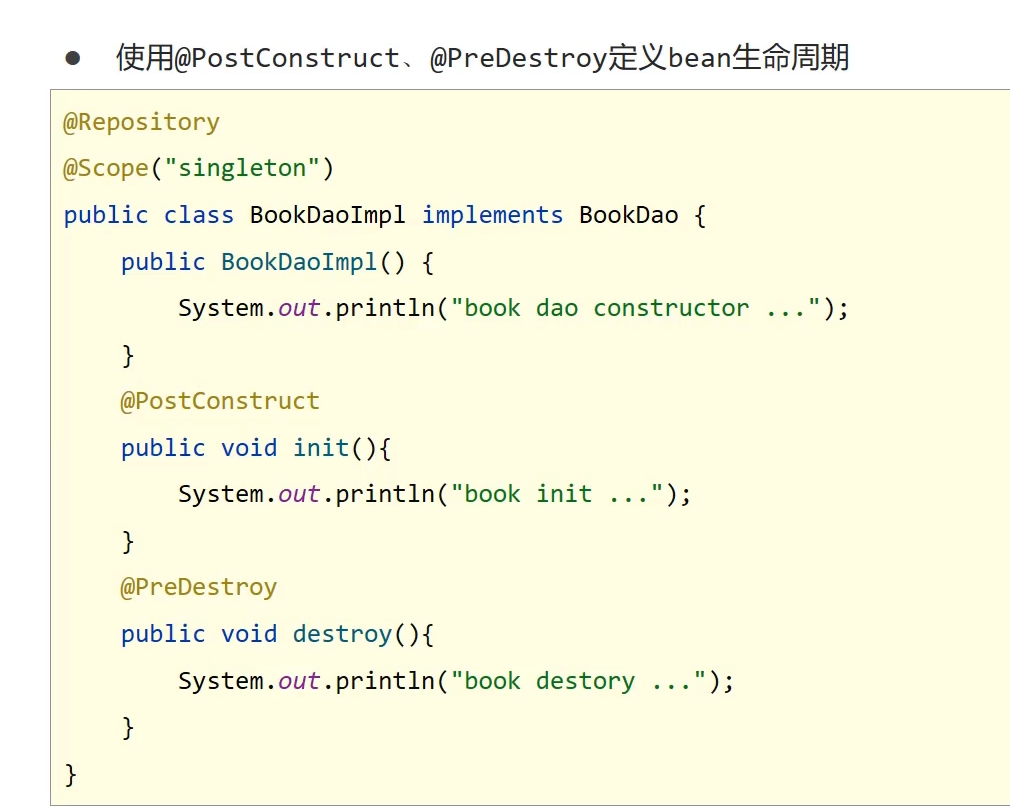 ● 使用@PostConstruct、@PreDestroy定义bean生命周期
@Repository
@Scope("singleton")
public class BookDaoImpl implements BookDao {
    public BookDaoImpl() {
        System.out.println("book dao constructor ...");
    }
    @PostConstruct
    public void init(){
        System.out.println("book init ...");
    }
    @PreDestroy
    public void destroy(){
        System.out.println("book destory ...");
    }
}